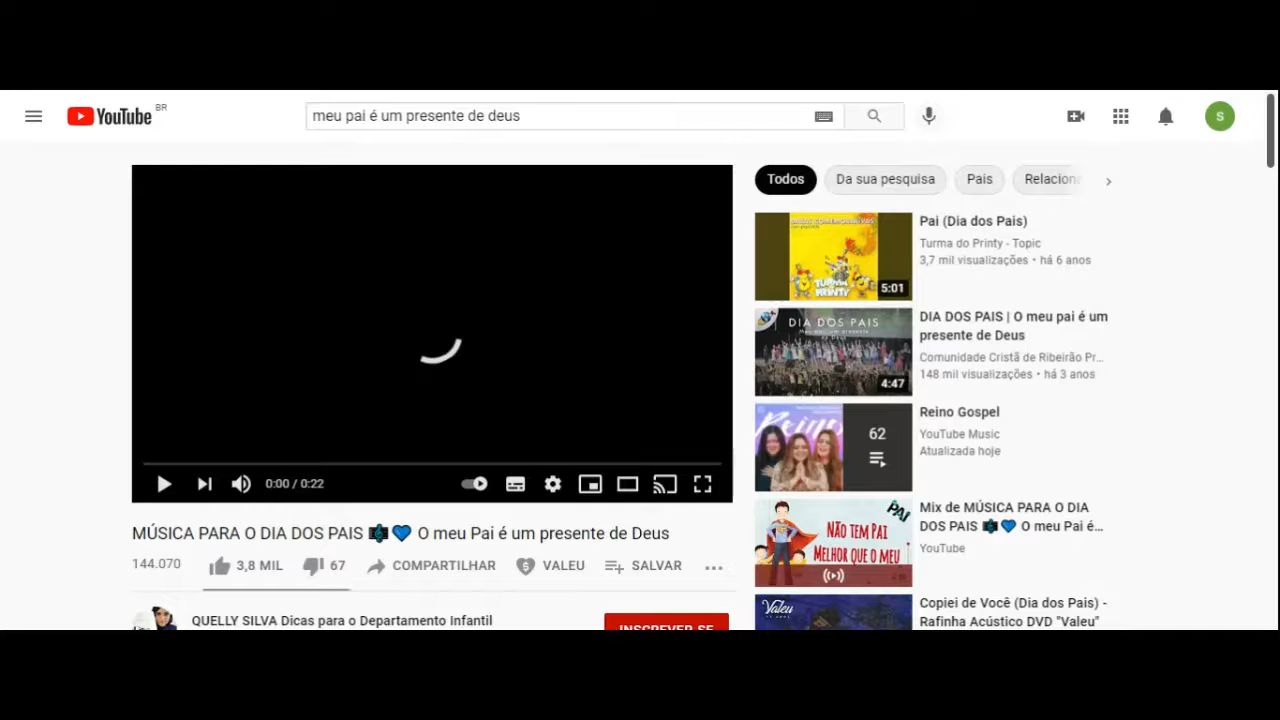 YouTube BR
meu pai é um presente de deus
Todos
Da sua pesquisa
Pais
Relacion
0:00 / 0:22
MÚSICA PARA O DIA DOS PAIS 🎼💙 O meu Pai é um presente de Deus
144.070
3,8 MIL
67
COMPARTILHAR
VALEU
SALVAR
QUELLY SILVA Dicas para o Departamento Infantil
INSCREVER-SE
TURMA
PRINTY
5:01
Pai (Dia dos Pais)
Turma do Printy - Topic
3,7 mil visualizações • há 6 anos
DIA DOS PAIS
4:47
DIA DOS PAIS | O meu pai é um
presente de Deus
Comunidade Cristã de Ribeirão Pr...
148 mil visualizações • há 3 anos
Reino
62
Reino Gospel
YouTube Music
Atualizada hoje
PAI
NÃO TEM PAI
MELHOR QUE O MEU
Mix de MÚSICA PARA O DIA
DOS PAIS 🎼💙 O meu Pai é...
YouTube
Valeu
Copiei de Você (Dia dos Pais) -
Rafinha Acústico DVD "Valeu"
S